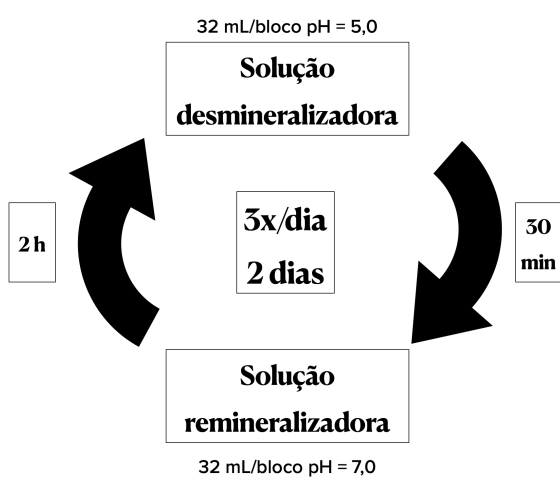 32 mL/bloco pH = 5,0
Solução
desmineralizadora
3x/dia
2 dias
2 h
30
min
Solução
remineralizadora
32 mL/bloco pH = 7,0